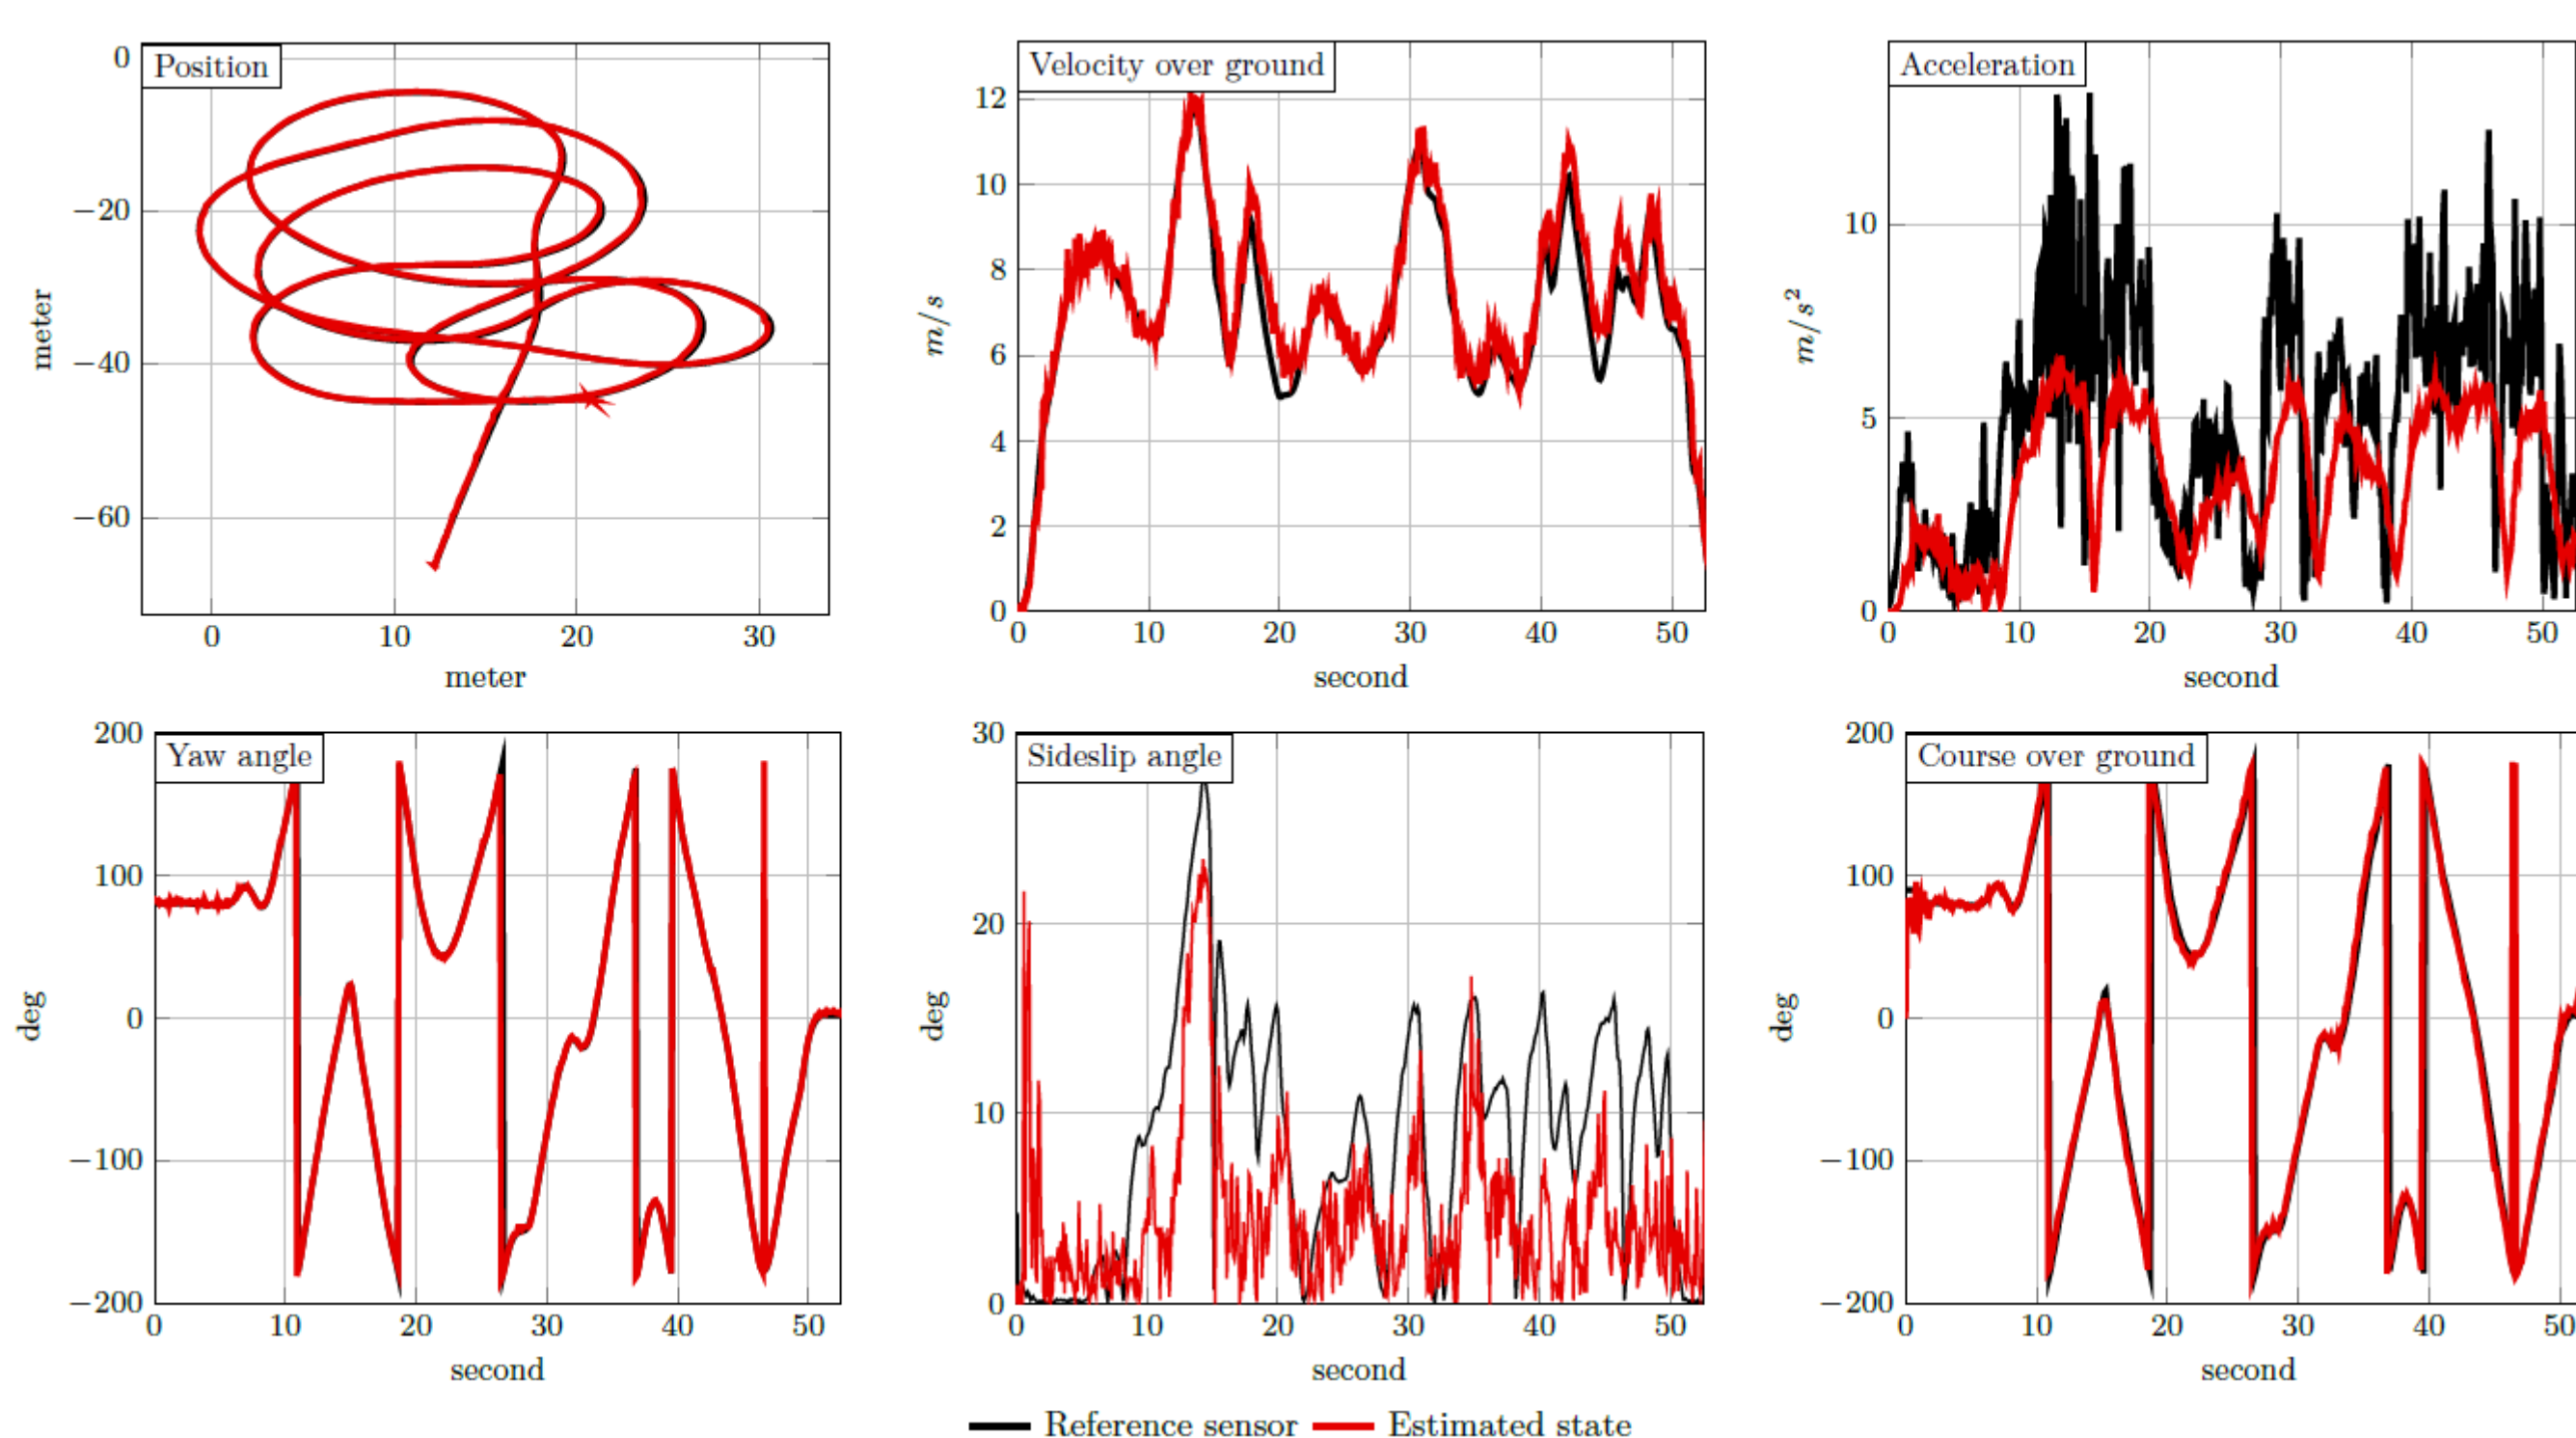 Position
0
−20
−40
−60
meter
0 10 20 30
meter
Velocity over ground
12
10
8
6
4
2
0
m/s
0 10 20 30 40 50
second
Acceleration
10
5
0
m/s²
0 10 20 30 40 50
second
Yaw angle
200
100
0
−100
−200
deg
0 10 20 30 40 50
second
Sideslip angle
30
20
10
0
deg
0 10 20 30 40 50
second
Course over ground
200
100
0
−100
−200
deg
0 10 20 30 40 50
second
Reference sensor Estimated state